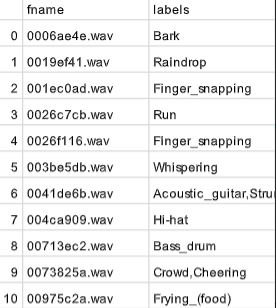 fname labels
0 0006ae4e.wav Bark
1 0019ef41.wav Raindrop
2 001ec0ad.wav Finger_snapping
3 0026c7cb.wav Run
4 0026f116.wav Finger_snapping
5 003be5db.wav Whispering
6 0041de6b.wav Acoustic_guitar,Stru
7 004ca909.wav Hi-hat
8 00713ec2.wav Bass_drum
9 0073825a.wav Crowd,Cheering
10 00975c2a.wav Frying_(food)